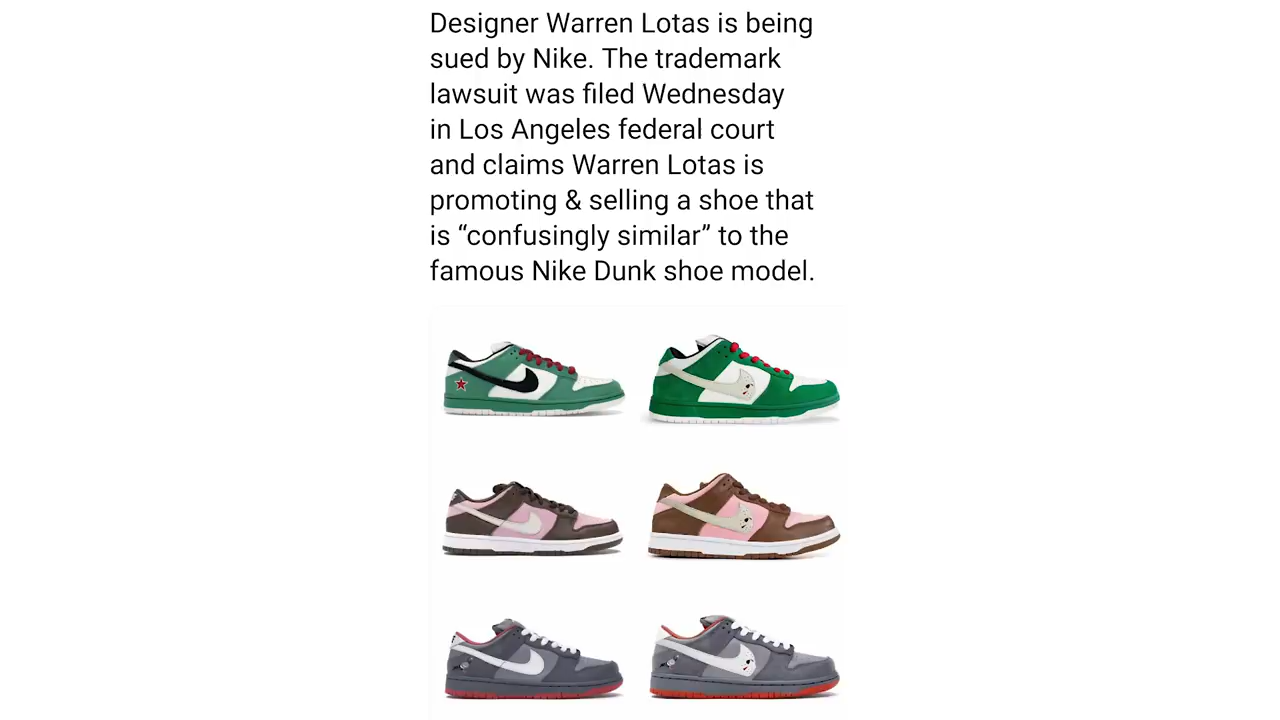 Designer Warren Lotas is being
sued by Nike. The trademark
lawsuit was filed Wednesday
in Los Angeles federal court
and claims Warren Lotas is
promoting & selling a shoe that
is “confusingly similar” to the
famous Nike Dunk shoe model.